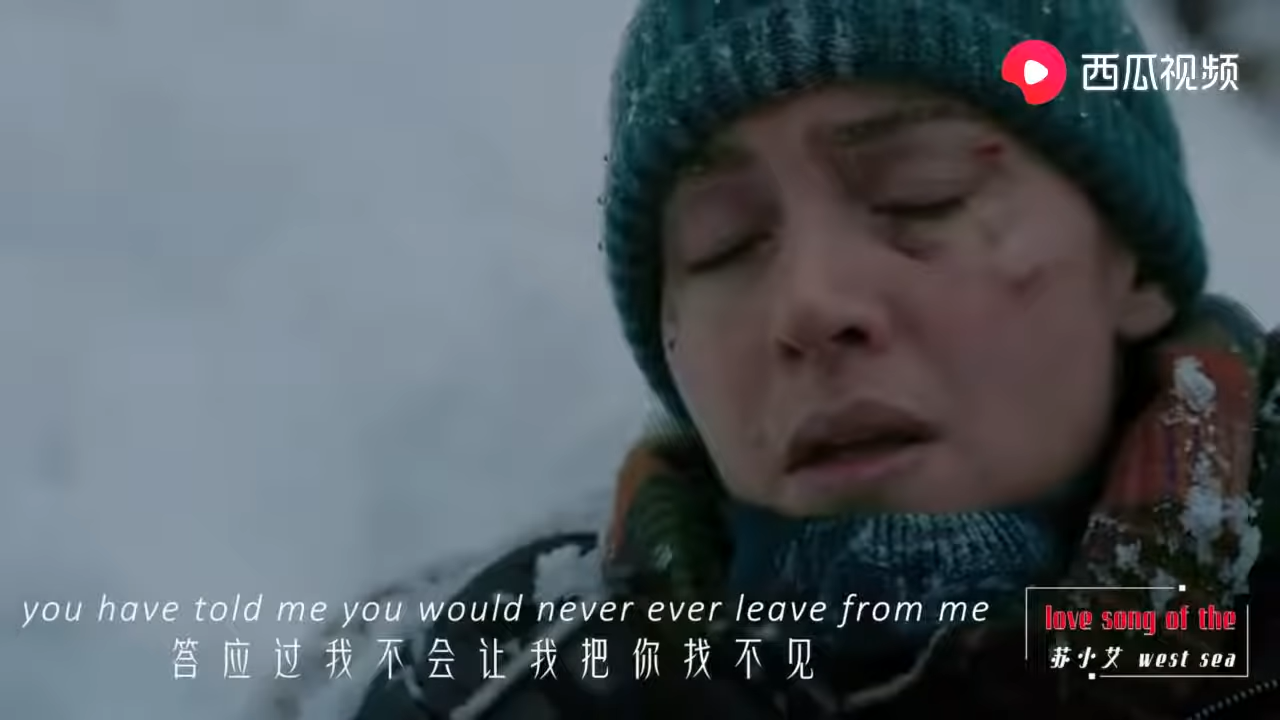 西瓜视频
you have told me you would never ever leave from me
答应过我不会让我把你找不见
love song of the
苏小艾 west sea